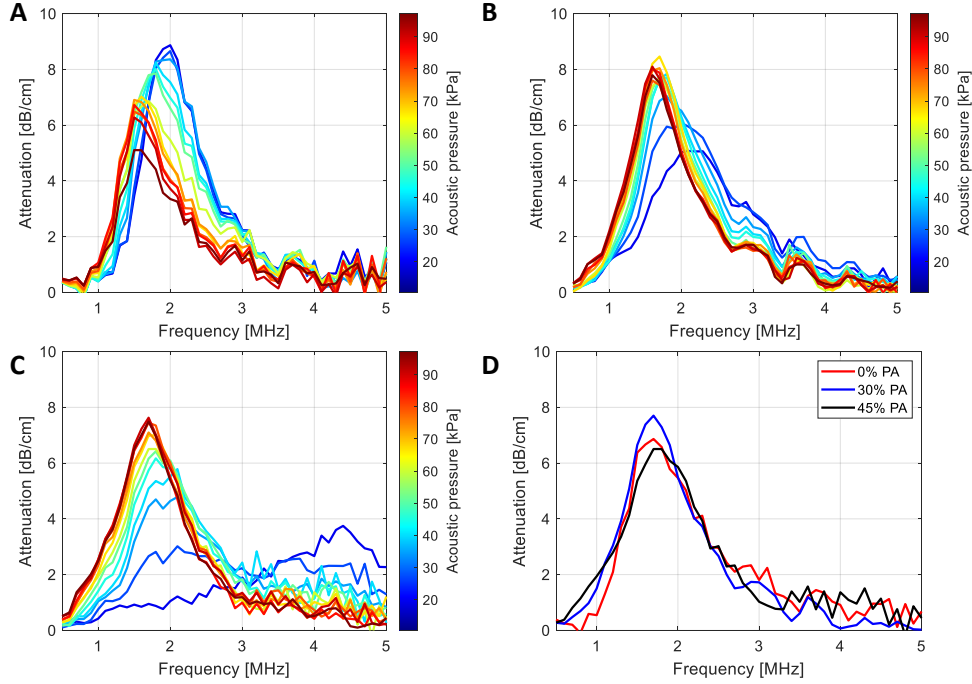 A
10
8
6
4
2
0
Attenuation [dB/cm]
1 2 3 4 5
Frequency [MHz]
90
80
70
60
50
40
30
20
Acoustic pressure [kPa]
B
10
8
6
4
2
0
Attenuation [dB/cm]
1 2 3 4 5
Frequency [MHz]
90
80
70
60
50
40
30
20
Acoustic pressure [kPa]
C
10
8
6
4
2
0
Attenuation [dB/cm]
1 2 3 4 5
Frequency [MHz]
90
80
70
60
50
40
30
20
Acoustic pressure [kPa]
D
10
8
6
4
2
0
Attenuation [dB/cm]
1 2 3 4 5
Frequency [MHz]
0% PA
30% PA
45% PA